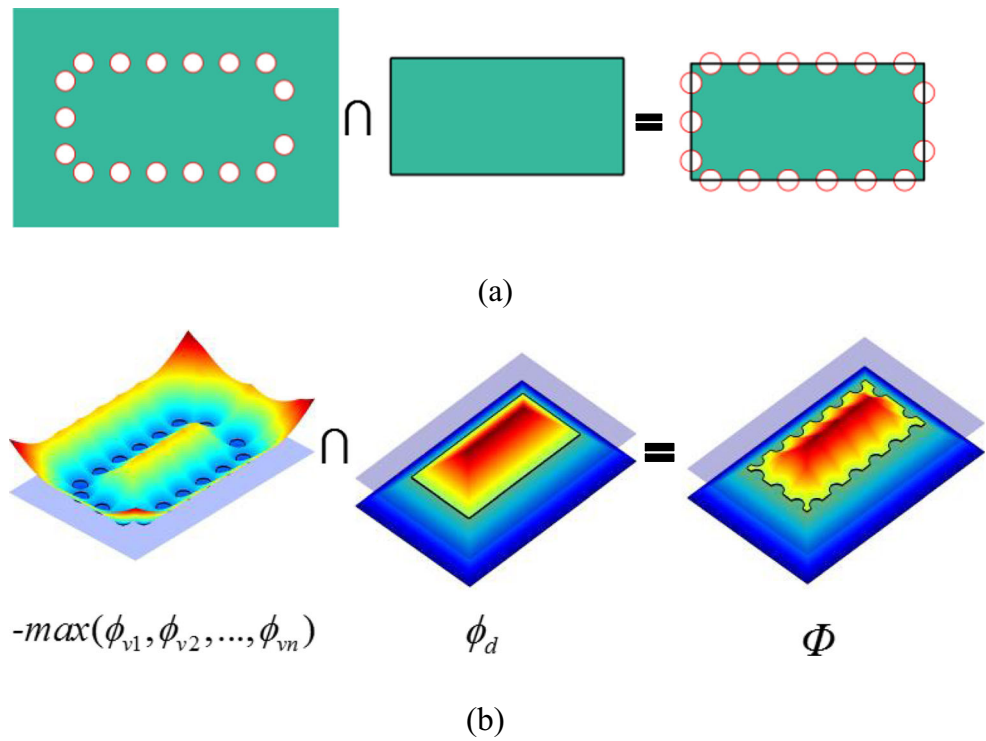 ∩ =
(a)
∩ =
-max(ϕv1,ϕv2,...,ϕvn) ϕd Φ
(b)